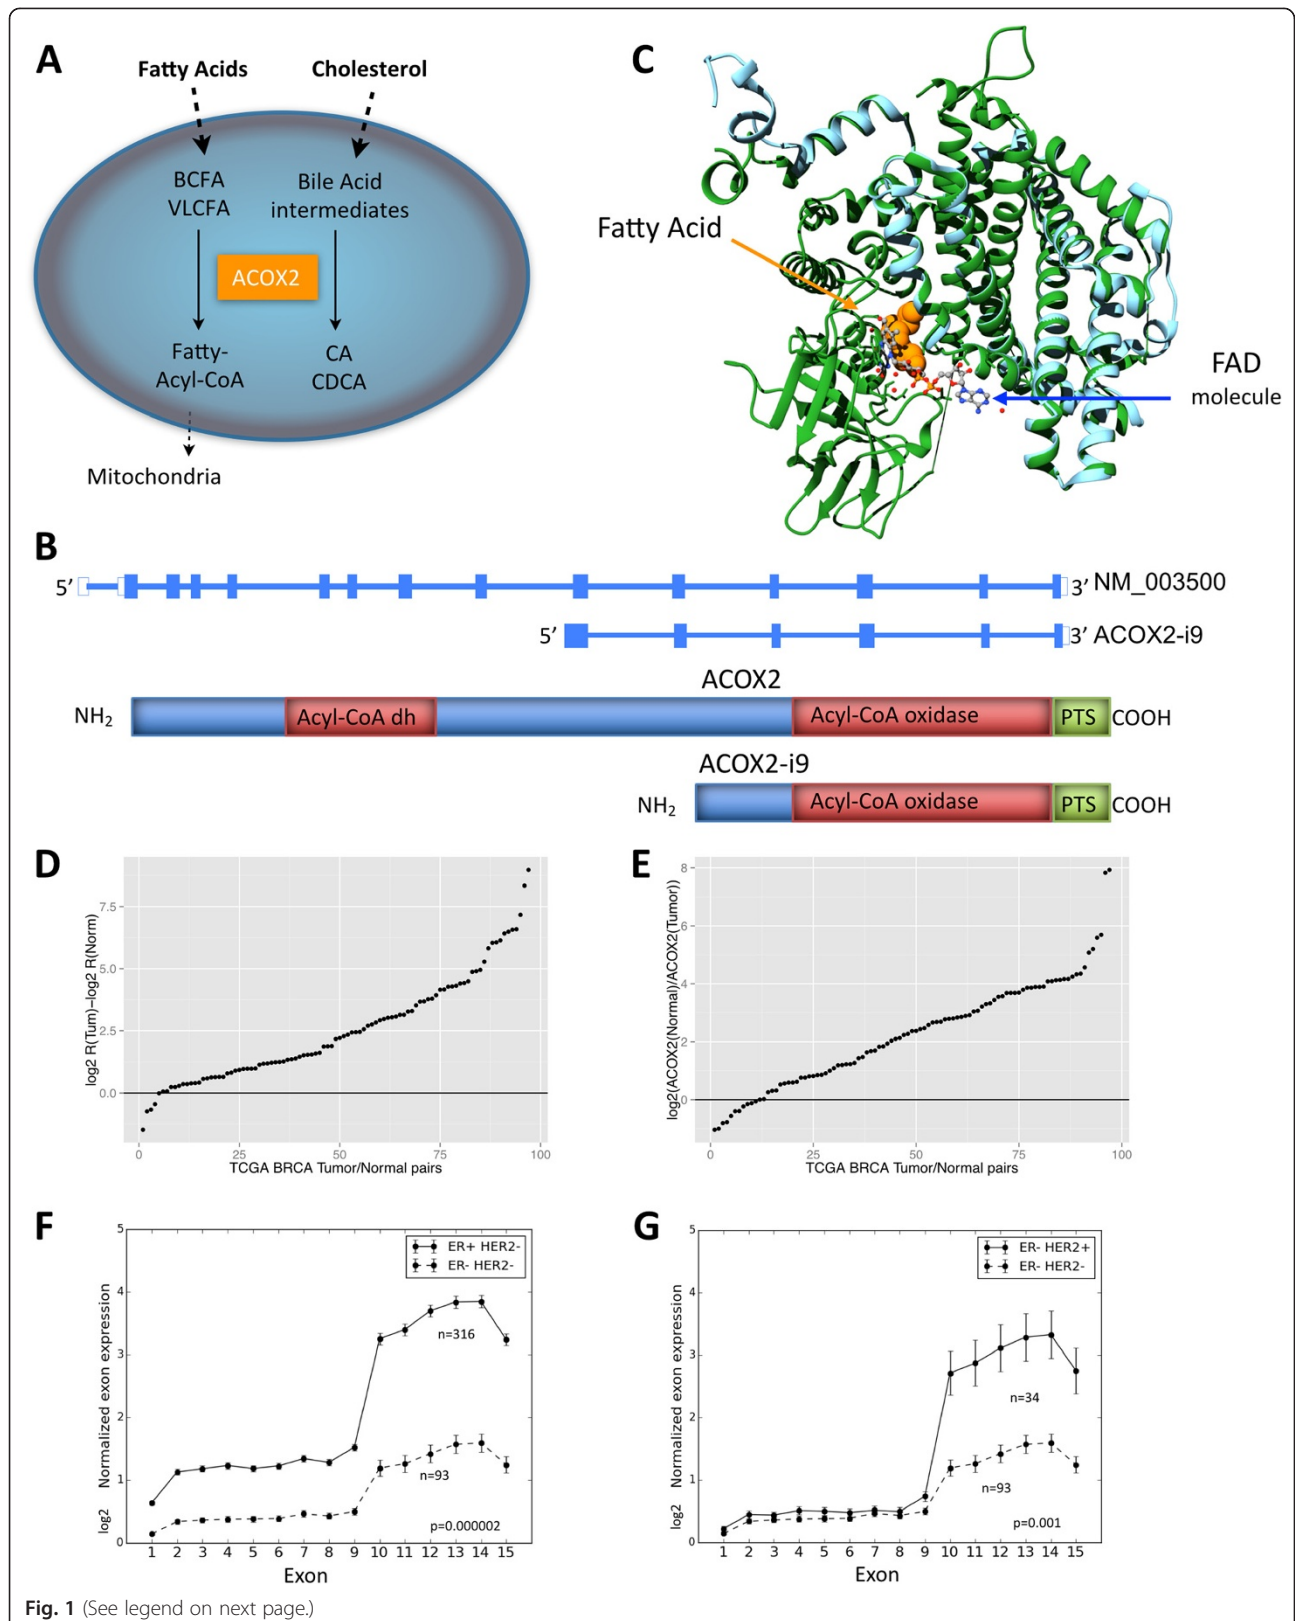 A
Fatty Acids
Cholesterol
BCFA
VLCFA
Bile Acid
intermediates
ACOX2
Fatty-
Acyl-CoA
CA
CDCA
Mitochondria
C
Fatty Acid
FAD
molecule
B
5’
3’ NM_003500
5’
3’ ACOX2-i9
ACOX2
NH2
Acyl-CoA dh
Acyl-CoA oxidase
PTS
COOH
ACOX2-i9
NH2
Acyl-CoA oxidase
PTS
COOH
D
log2 R(Tum)−log2 R(Norm)
7.5
5.0
2.5
0.0
0
25
50
75
100
TCGA BRCA Tumor/Normal pairs
E
log2(ACOX2(Normal)/ACOX2(Tumor))
8
6
4
2
0
0
25
50
75
100
TCGA BRCA Tumor/Normal pairs
F
log2 Normalized exon expression
5
4
3
2
1
0
ER+ HER2-
ER- HER2-
n=316
n=93
p=0.000002
1 2 3 4 5 6 7 8 9 10 11 12 13 14 15
Exon
G
log2 Normalized exon expression
5
4
3
2
1
0
ER- HER2+
ER- HER2-
n=34
n=93
p=0.001
1 2 3 4 5 6 7 8 9 10 11 12 13 14 15
Exon
Fig. 1 (See legend on next page.)